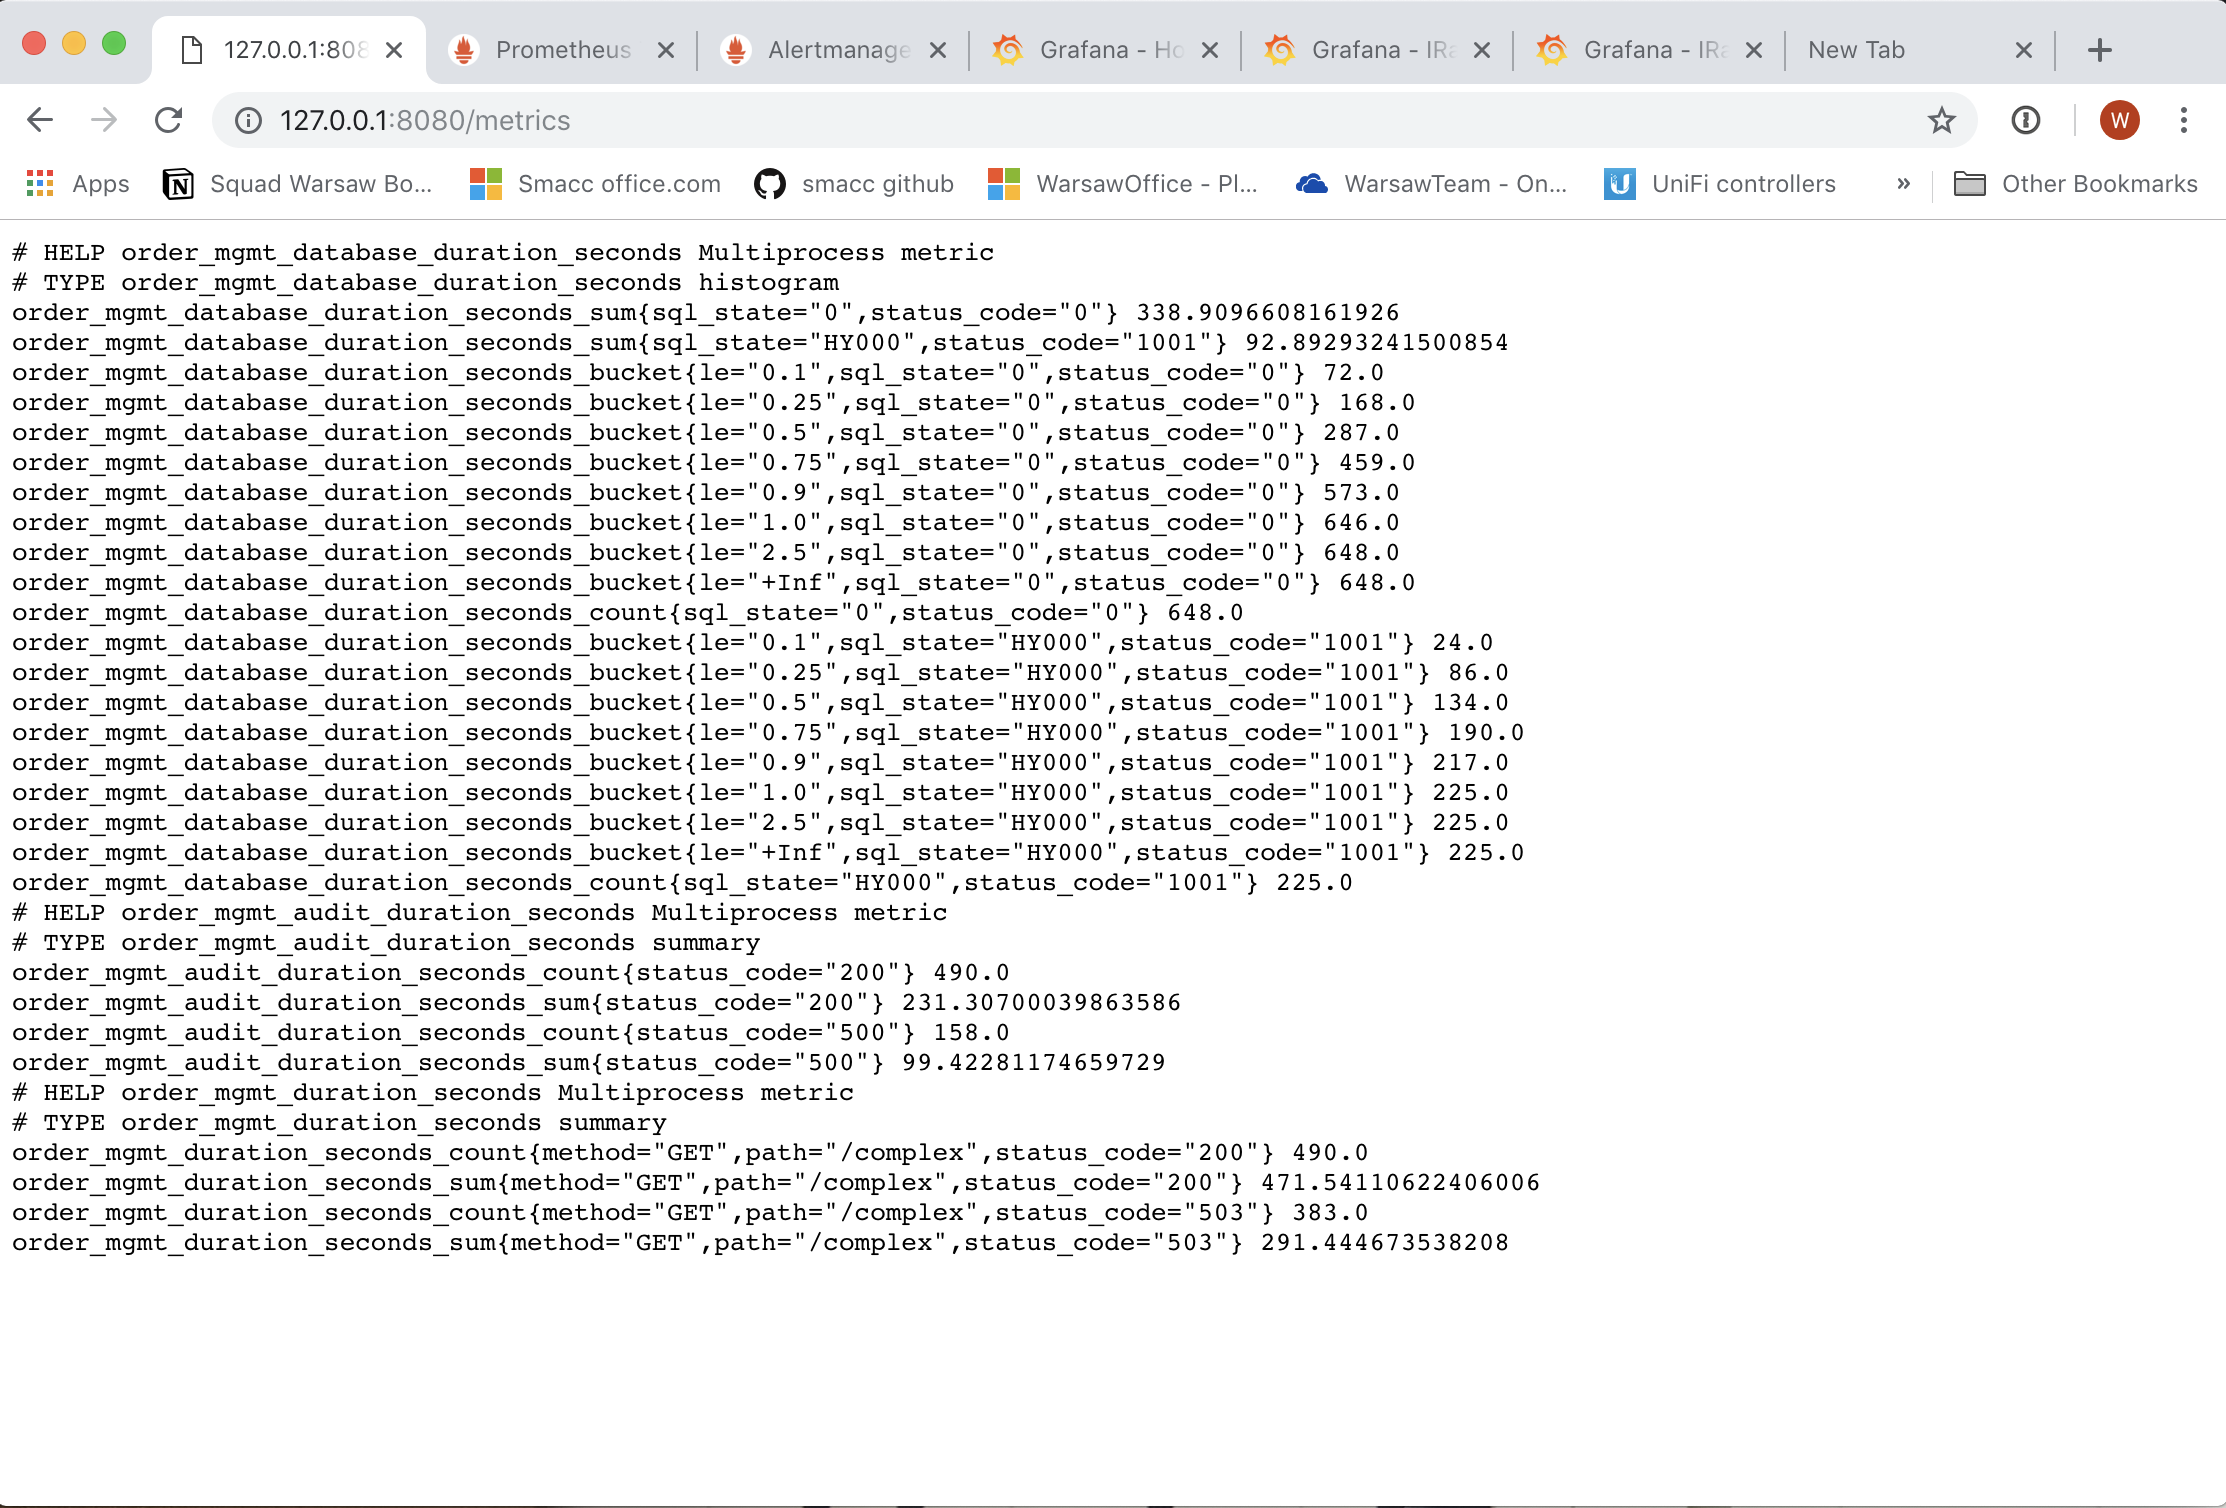 127.0.0.1:808
Prometheus
Alertmanage
Grafana - Ho
Grafana - IRa
Grafana - IRa
New Tab
127.0.0.1:8080/metrics
W
Apps
Squad Warsaw Bo...
Smacc office.com
smacc github
WarsawOffice - Pl...
WarsawTeam - On...
UniFi controllers
»
Other Bookmarks
# HELP order_mgmt_database_duration_seconds Multiprocess metric
# TYPE order_mgmt_database_duration_seconds histogram
order_mgmt_database_duration_seconds_sum{sql_state="0",status_code="0"} 338.9096608161926
order_mgmt_database_duration_seconds_sum{sql_state="HY000",status_code="1001"} 92.89293241500854
order_mgmt_database_duration_seconds_bucket{le="0.1",sql_state="0",status_code="0"} 72.0
order_mgmt_database_duration_seconds_bucket{le="0.25",sql_state="0",status_code="0"} 168.0
order_mgmt_database_duration_seconds_bucket{le="0.5",sql_state="0",status_code="0"} 287.0
order_mgmt_database_duration_seconds_bucket{le="0.75",sql_state="0",status_code="0"} 459.0
order_mgmt_database_duration_seconds_bucket{le="0.9",sql_state="0",status_code="0"} 573.0
order_mgmt_database_duration_seconds_bucket{le="1.0",sql_state="0",status_code="0"} 646.0
order_mgmt_database_duration_seconds_bucket{le="2.5",sql_state="0",status_code="0"} 648.0
order_mgmt_database_duration_seconds_bucket{le="+Inf",sql_state="0",status_code="0"} 648.0
order_mgmt_database_duration_seconds_count{sql_state="0",status_code="0"} 648.0
order_mgmt_database_duration_seconds_bucket{le="0.1",sql_state="HY000",status_code="1001"} 24.0
order_mgmt_database_duration_seconds_bucket{le="0.25",sql_state="HY000",status_code="1001"} 86.0
order_mgmt_database_duration_seconds_bucket{le="0.5",sql_state="HY000",status_code="1001"} 134.0
order_mgmt_database_duration_seconds_bucket{le="0.75",sql_state="HY000",status_code="1001"} 190.0
order_mgmt_database_duration_seconds_bucket{le="0.9",sql_state="HY000",status_code="1001"} 217.0
order_mgmt_database_duration_seconds_bucket{le="1.0",sql_state="HY000",status_code="1001"} 225.0
order_mgmt_database_duration_seconds_bucket{le="2.5",sql_state="HY000",status_code="1001"} 225.0
order_mgmt_database_duration_seconds_bucket{le="+Inf",sql_state="HY000",status_code="1001"} 225.0
order_mgmt_database_duration_seconds_count{sql_state="HY000",status_code="1001"} 225.0
# HELP order_mgmt_audit_duration_seconds Multiprocess metric
# TYPE order_mgmt_audit_duration_seconds summary
order_mgmt_audit_duration_seconds_count{status_code="200"} 490.0
order_mgmt_audit_duration_seconds_sum{status_code="200"} 231.30700039863586
order_mgmt_audit_duration_seconds_count{status_code="500"} 158.0
order_mgmt_audit_duration_seconds_sum{status_code="500"} 99.42281174659729
# HELP order_mgmt_duration_seconds Multiprocess metric
# TYPE order_mgmt_duration_seconds summary
order_mgmt_duration_seconds_count{method="GET",path="/complex",status_code="200"} 490.0
order_mgmt_duration_seconds_sum{method="GET",path="/complex",status_code="200"} 471.54110622406006
order_mgmt_duration_seconds_count{method="GET",path="/complex",status_code="503"} 383.0
order_mgmt_duration_seconds_sum{method="GET",path="/complex",status_code="503"} 291.444673538208